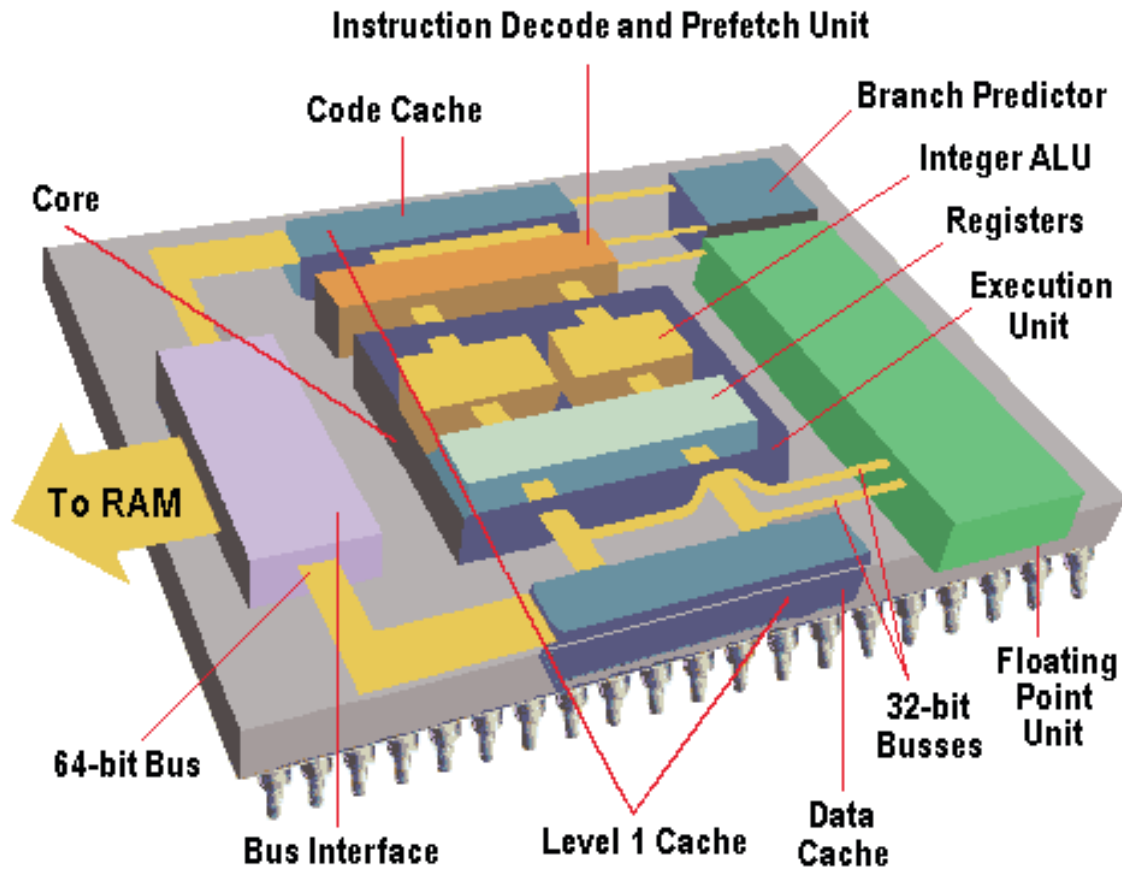 Instruction Decode and Prefetch Unit
Branch Predictor
Code Cache
Integer ALU
Core
Registers
Execution
Unit
To RAM
Floating
Point
Unit
32-bit
Busses
64-bit Bus
Data
Cache
Level 1 Cache
Bus Interface